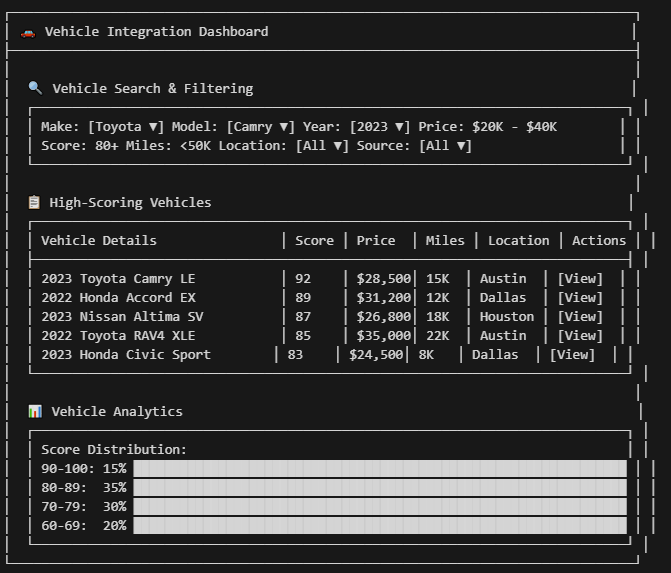 🚗 Vehicle Integration Dashboard
🔍 Vehicle Search & Filtering
Make: [Toyota ▼] Model: [Camry ▼] Year: [2023 ▼] Price: $20K - $40K
Score: 80+ Miles: <50K Location: [All ▼] Source: [All ▼]
📋 High-Scoring Vehicles
Vehicle Details │ Score │ Price │ Miles │ Location │ Actions
2023 Toyota Camry LE │ 92 │ $28,500│ 15K │ Austin │ [View]
2022 Honda Accord EX │ 89 │ $31,200│ 12K │ Dallas │ [View]
2023 Nissan Altima SV │ 87 │ $26,800│ 18K │ Houston │ [View]
2022 Toyota RAV4 XLE │ 85 │ $35,000│ 22K │ Austin │ [View]
2023 Honda Civic Sport │ 83 │ $24,500│ 8K │ Dallas │ [View]
📊 Vehicle Analytics
Score Distribution:
90-100: 15%
80-89: 35%
70-79: 30%
60-69: 20%